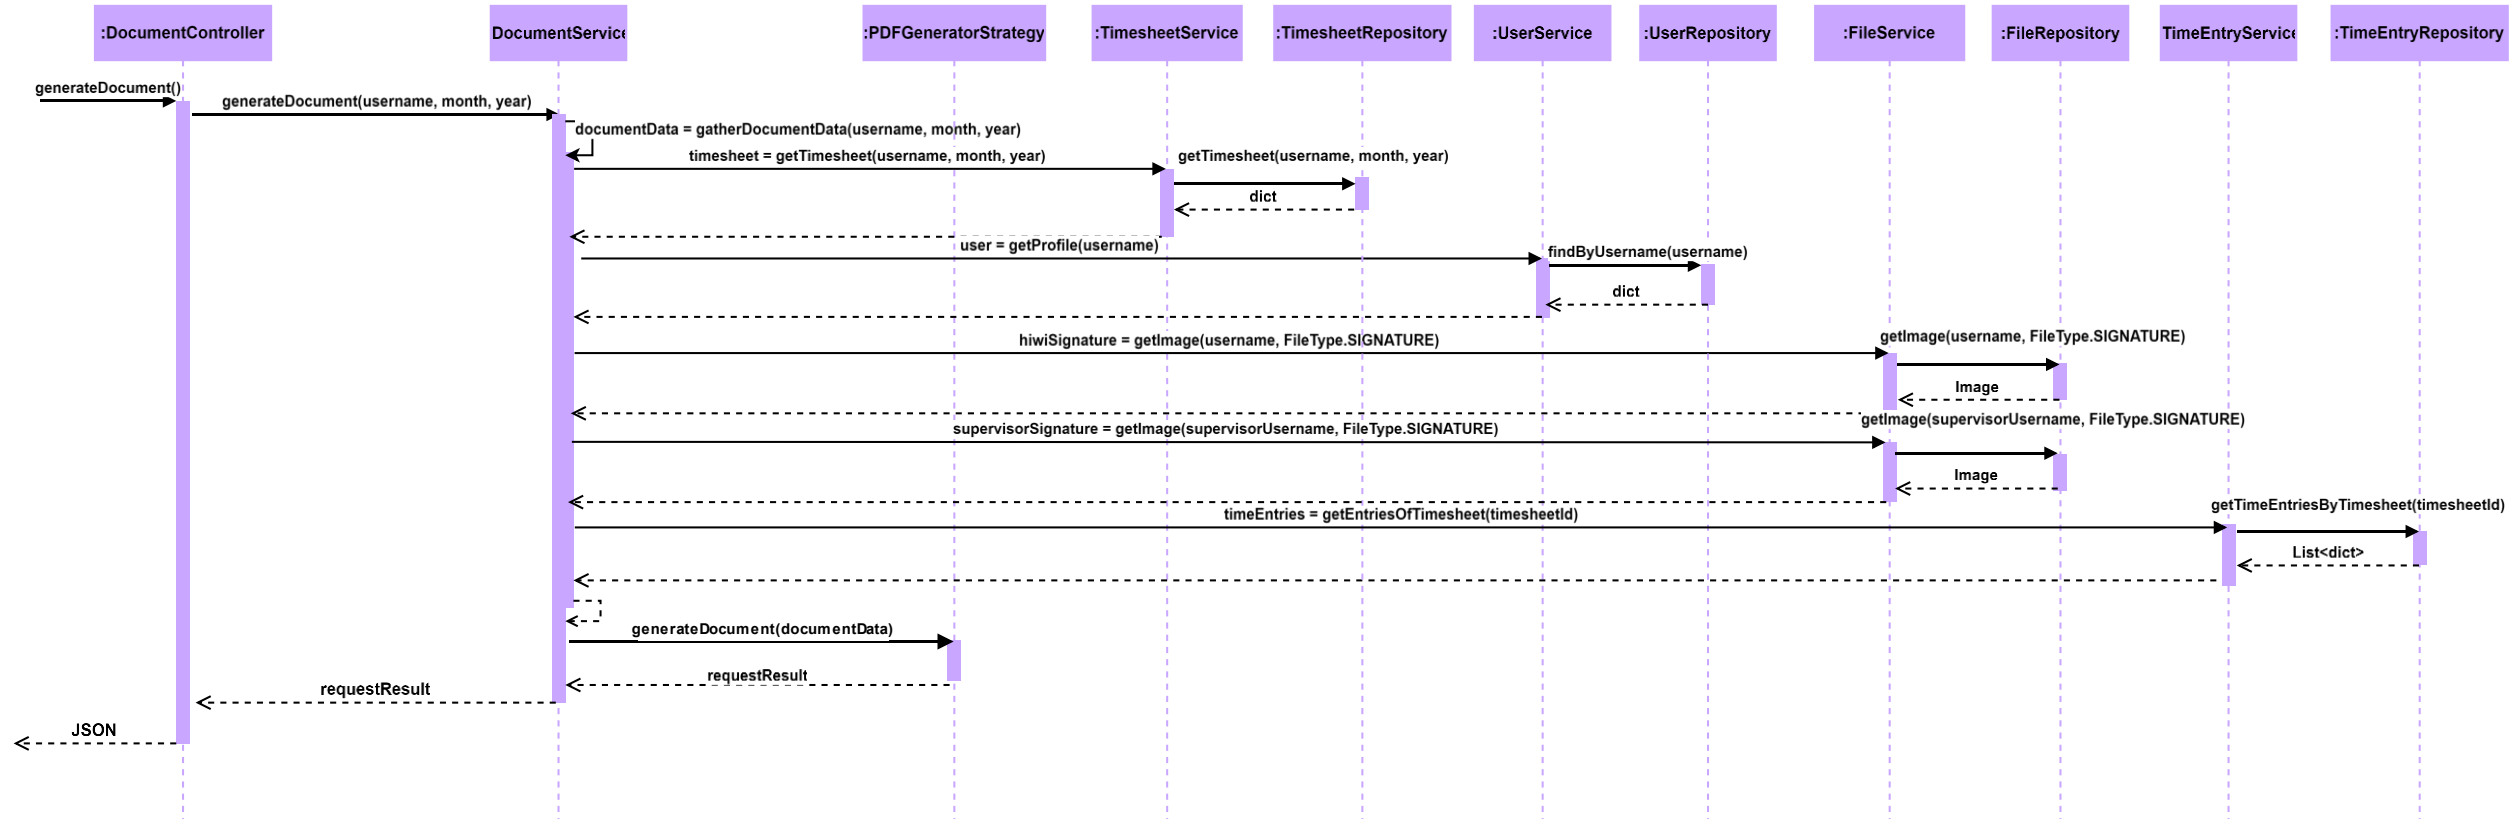 :DocumentController
DocumentService
:PDFGeneratorStrategy
:TimesheetService
:TimesheetRepository
:UserService
:UserRepository
:FileService
:FileRepository
TimeEntryService
:TimeEntryRepository
generateDocument()
generateDocument(username, month, year)
documentData = gatherDocumentData(username, month, year)
timesheet = getTimesheet(username, month, year)
getTimesheet(username, month, year)
dict
user = getProfile(username)
findByUsername(username)
dict
hiwiSignature = getImage(username, FileType.SIGNATURE)
getImage(username, FileType.SIGNATURE)
Image
getImage(supervisorUsername, FileType.SIGNATURE)
supervisorSignature = getImage(supervisorUsername, FileType.SIGNATURE)
Image
getTimeEntriesByTimesheet(timesheetId)
timeEntries = getEntriesOfTimesheet(timesheetId)
List<dict>
generateDocument(documentData)
requestResult
requestResult
JSON